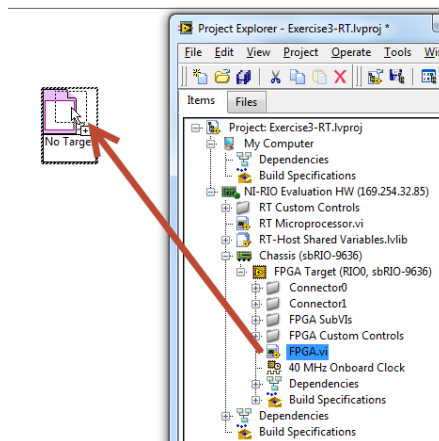 Project Explorer - Exercise3-RT.lvproj *
File Edit View Project Operate Tools
Items Files
No Target
Project: Exercise3-RT.lvproj
My Computer
Dependencies
Build Specifications
NI-RIO Evaluation HW (169.254.32.85)
RT Custom Controls
RT Microprocessor.vi
RT-Host Shared Variables.lvlib
Chassis (sbRIO-9636)
FPGA Target (RIO0, sbRIO-9636)
Connector0
Connector1
FPGA SubVIs
FPGA Custom Controls
FPGA.vi
40 MHz Onboard Clock
Dependencies
Build Specifications
Dependencies
Build Specifications